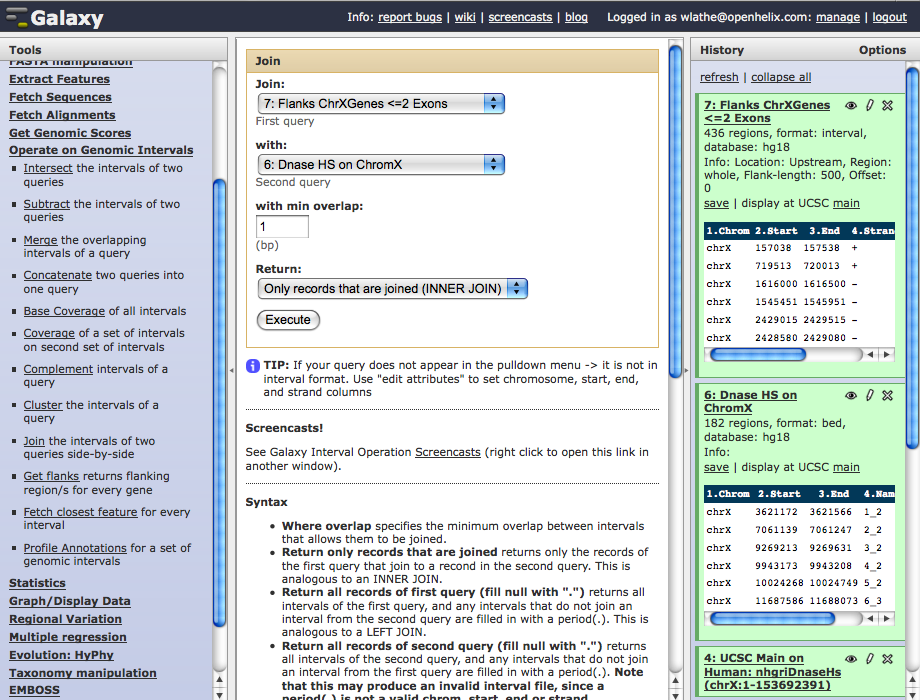 Galaxy
Info: report bugs | wiki | screencasts | blog Logged in as wlathe@openhelix.com: manage | logout
Tools
FASTA manipulation
Extract Features
Fetch Sequences
Fetch Alignments
Get Genomic Scores
Operate on Genomic Intervals
Intersect the intervals of two
queries
Subtract the intervals of two
queries
Merge the overlapping
intervals of a query
Concatenate two queries into
one query
Base Coverage of all intervals
Coverage of a set of intervals
on second set of intervals
Complement intervals of a
query
Cluster the intervals of a
query
Join the intervals of two
queries side-by-side
Get flanks returns flanking
region/s for every gene
Fetch closest feature for every
interval
Profile Annotations for a set of
genomic intervals
Statistics
Graph/Display Data
Regional Variation
Multiple regression
Evolution: HyPhy
Taxonomy manipulation
EMBOSS
Join
Join:
7: Flanks ChrXGenes <=2 Exons
First query
with:
6: Dnase HS on ChromX
Second query
with min overlap:
1
(bp)
Return:
Only records that are joined (INNER JOIN)
Execute
TIP: If your query does not appear in the pulldown menu -> it is not in
interval format. Use "edit attributes" to set chromosome, start, end,
and strand columns
Screencasts!
See Galaxy Interval Operation Screencasts (right click to open this link in
another window).
Syntax
Where overlap specifies the minimum overlap between intervals
that allows them to be joined.
Return only records that are joined returns only the records of
the first query that join to a record in the second query. This is
analogous to an INNER JOIN.
Return all records of first query (fill null with ".") returns all
intervals of the first query, and any intervals that do not join an
interval from the second query are filled in with a period(.). This is
analogous to a LEFT JOIN.
Return all records of second query (fill null with ".") returns
all intervals of the second query, and any intervals that do not join
an interval from the first query are filled in with a period(.). Note
that this may produce an invalid interval file, since a
period(.) is not a valid chrom, start, end or strand.
History Options
refresh | collapse all
7: Flanks ChrXGenes
<=2 Exons
436 regions, format: interval,
database: hg18
Info: Location: Upstream, Region:
whole, Flank-length: 500, Offset:
0
save | display at UCSC main
1.Chrom 2.Start 3.End 4.Stran
chrX 157038 157538 +
chrX 719513 720013 +
chrX 1616000 1616500 -
chrX 1545451 1545951 -
chrX 2429015 2429515 -
chrX 2428580 2429080 -
6: Dnase HS on
ChromX
182 regions, format: bed,
database: hg18
Info:
save | display at UCSC main
1.Chrom 2.Start 3.End 4.Nam
chrX 3621172 3621566 1_2
chrX 7061139 7061247 2_2
chrX 9269213 9269631 3_2
chrX 9943173 9943208 4_2
chrX 10024268 10024749 5_2
chrX 11687586 11688073 6_3
4: UCSC Main on
Human: nhgriDnaseHs
(chrX:1-153692391)